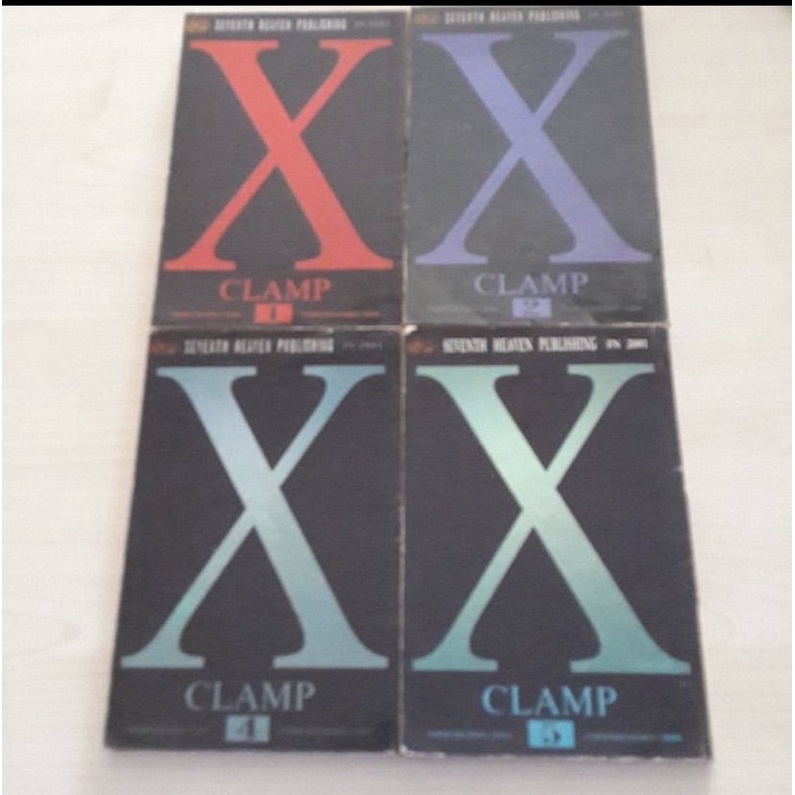 SEVENTH HEAVEN PUBLISHING
X
CLAMP
1
SEVENTH HEAVEN PUBLISHING
X
CLAMP
2
SEVENTH HEAVEN PUBLISHING
X
CLAMP
4
SEVENTH HEAVEN PUBLISHING
X
CLAMP
5